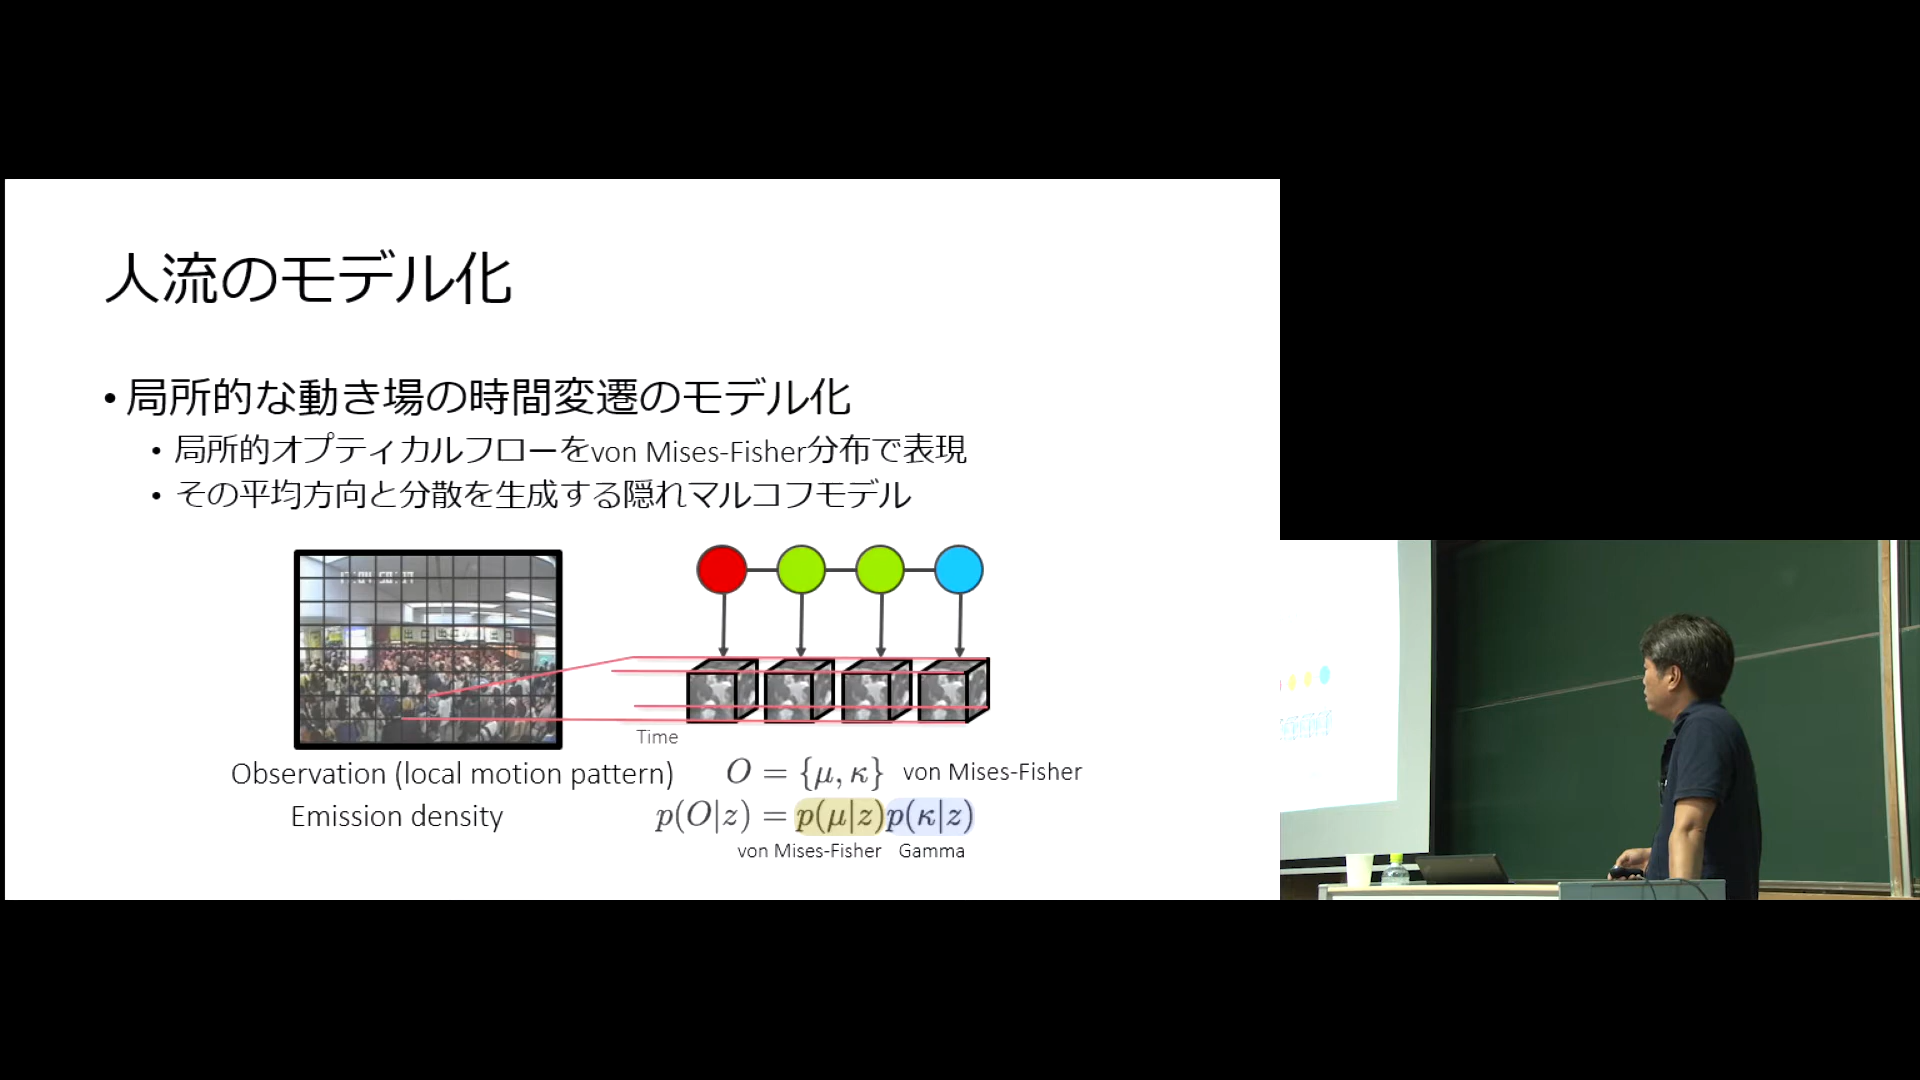 人流のモデル化
• 局所的な動き場の時間変遷のモデル化
• 局所的オプティカルフローをvon Mises-Fisher分布で表現
• その平均方向と分散を生成する隠れマルコフモデル
Time
Observation (local motion pattern) O = {μ, κ} von Mises-Fisher
Emission density p(O|z) = p(μ|z)p(κ|z)
von Mises-Fisher Gamma